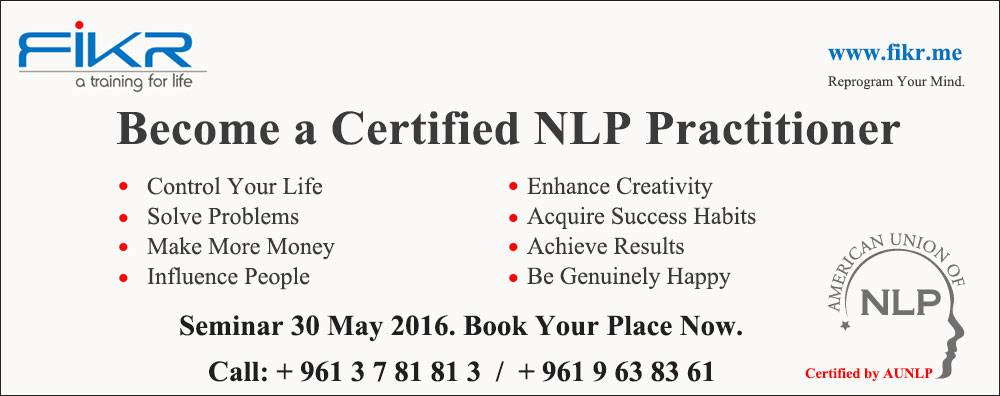 FiKR
a training for life
www.fikr.me
Reprogram Your Mind.
Become a Certified NLP Practitioner
• Control Your Life
• Solve Problems
• Make More Money
• Influence People
• Enhance Creativity
• Acquire Success Habits
• Achieve Results
• Be Genuinely Happy
AMERICAN UNION OF
NLP
Seminar 30 May 2016. Book Your Place Now.
Call: + 961 3 7 81 81 3 / + 961 9 63 83 61
Certified by AUNLP